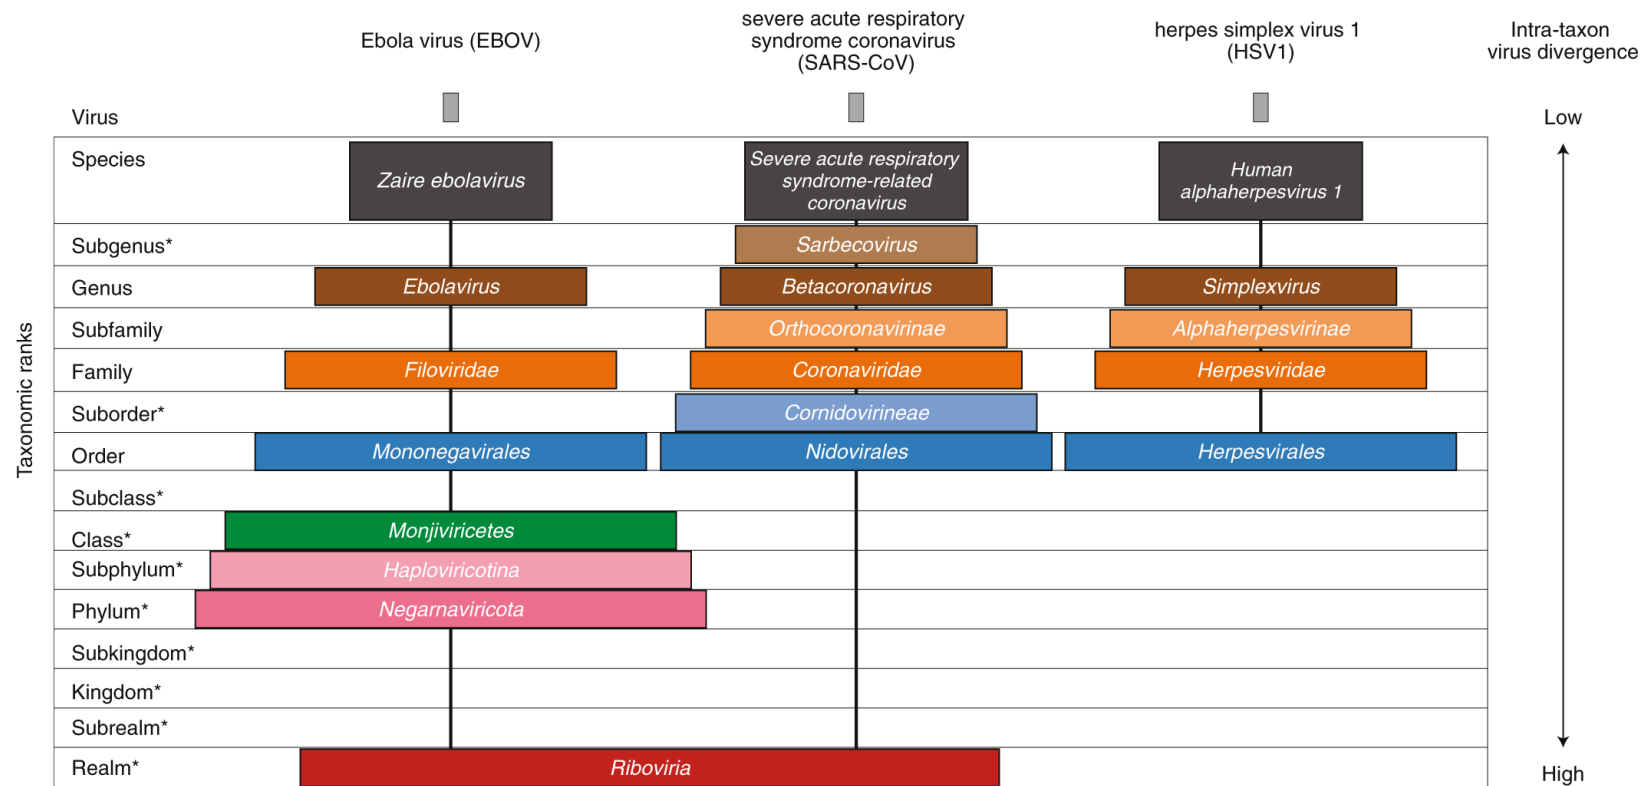 Ebola virus (EBOV)
severe acute respiratory
syndrome coronavirus
(SARS-CoV)
herpes simplex virus 1
(HSV1)
Intra-taxon
virus divergence
Virus
Low
Taxonomic ranks
Species
Zaire ebolavirus
Severe acute respiratory
syndrome-related
coronavirus
Human
alphaherpesvirus 1
Subgenus*
Sarbecovirus
Genus
Ebolavirus
Betacoronavirus
Simplexvirus
Subfamily
Orthocoronavirinae
Alphaherpesvirinae
Family
Filoviridae
Coronaviridae
Herpesviridae
Suborder*
Cornidovirineae
Order
Mononegavirales
Nidovirales
Herpesvirales
Subclass*
Class*
Monjiviricetes
Subphylum*
Haploviricotina
Phylum*
Negarnaviricota
Subkingdom*
Kingdom*
Subrealm*
Realm*
Riboviria
High